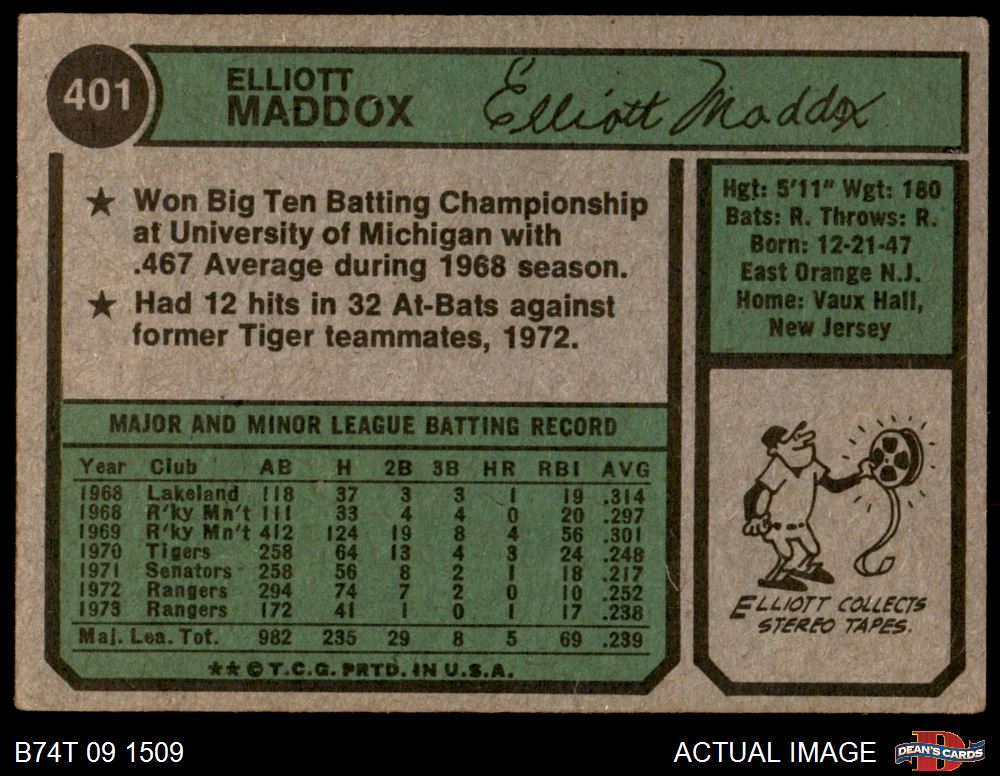 401
ELLIOTT
MADDOX
Elliott Maddox
★ Won Big Ten Batting Championship
at University of Michigan with
.467 Average during 1968 season.
★ Had 12 hits in 32 At-Bats against
former Tiger teammates, 1972.
Hgt: 5'11" Wgt: 180
Bats: R. Throws: R.
Born: 12-21-47
East Orange N.J.
Home: Vaux Hall,
New Jersey
MAJOR AND MINOR LEAGUE BATTING RECORD
Year Club AB H 2B 3B HR RBI AVG
1968 Lakeland 118 37 3 3 1 19 .314
1968 R'ky Mn't 111 33 4 4 0 20 .297
1969 R'ky Mn't 412 124 19 8 4 56 .301
1970 Tigers 258 64 13 4 3 24 .248
1971 Senators 258 56 8 2 1 18 .217
1972 Rangers 294 74 7 2 0 10 .252
1973 Rangers 172 41 1 0 1 17 .238
Maj. Lea. Tot. 982 235 29 8 5 69 .239
★★ © T.C.G. PRTD. IN U.S.A.
ELLIOTT COLLECTS
STEREO TAPES.
B74T 09 1509
ACTUAL IMAGE
DEAN'S CARDS